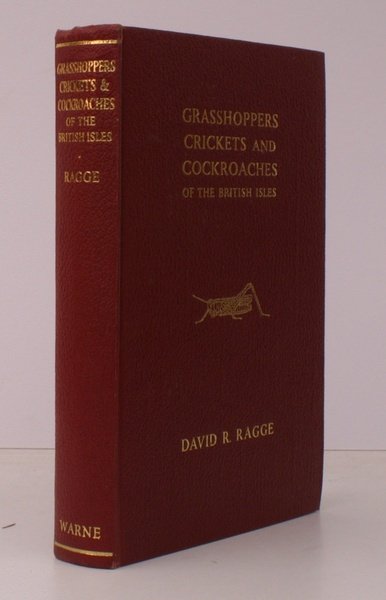 GRASSHOPPERS
CRICKETS &
COCKROACHES
OF THE
BRITISH ISLES
RAGGE
WARNE
GRASSHOPPERS
CRICKETS AND
COCKROACHES
OF THE BRITISH ISLES
DAVID R. RAGGE